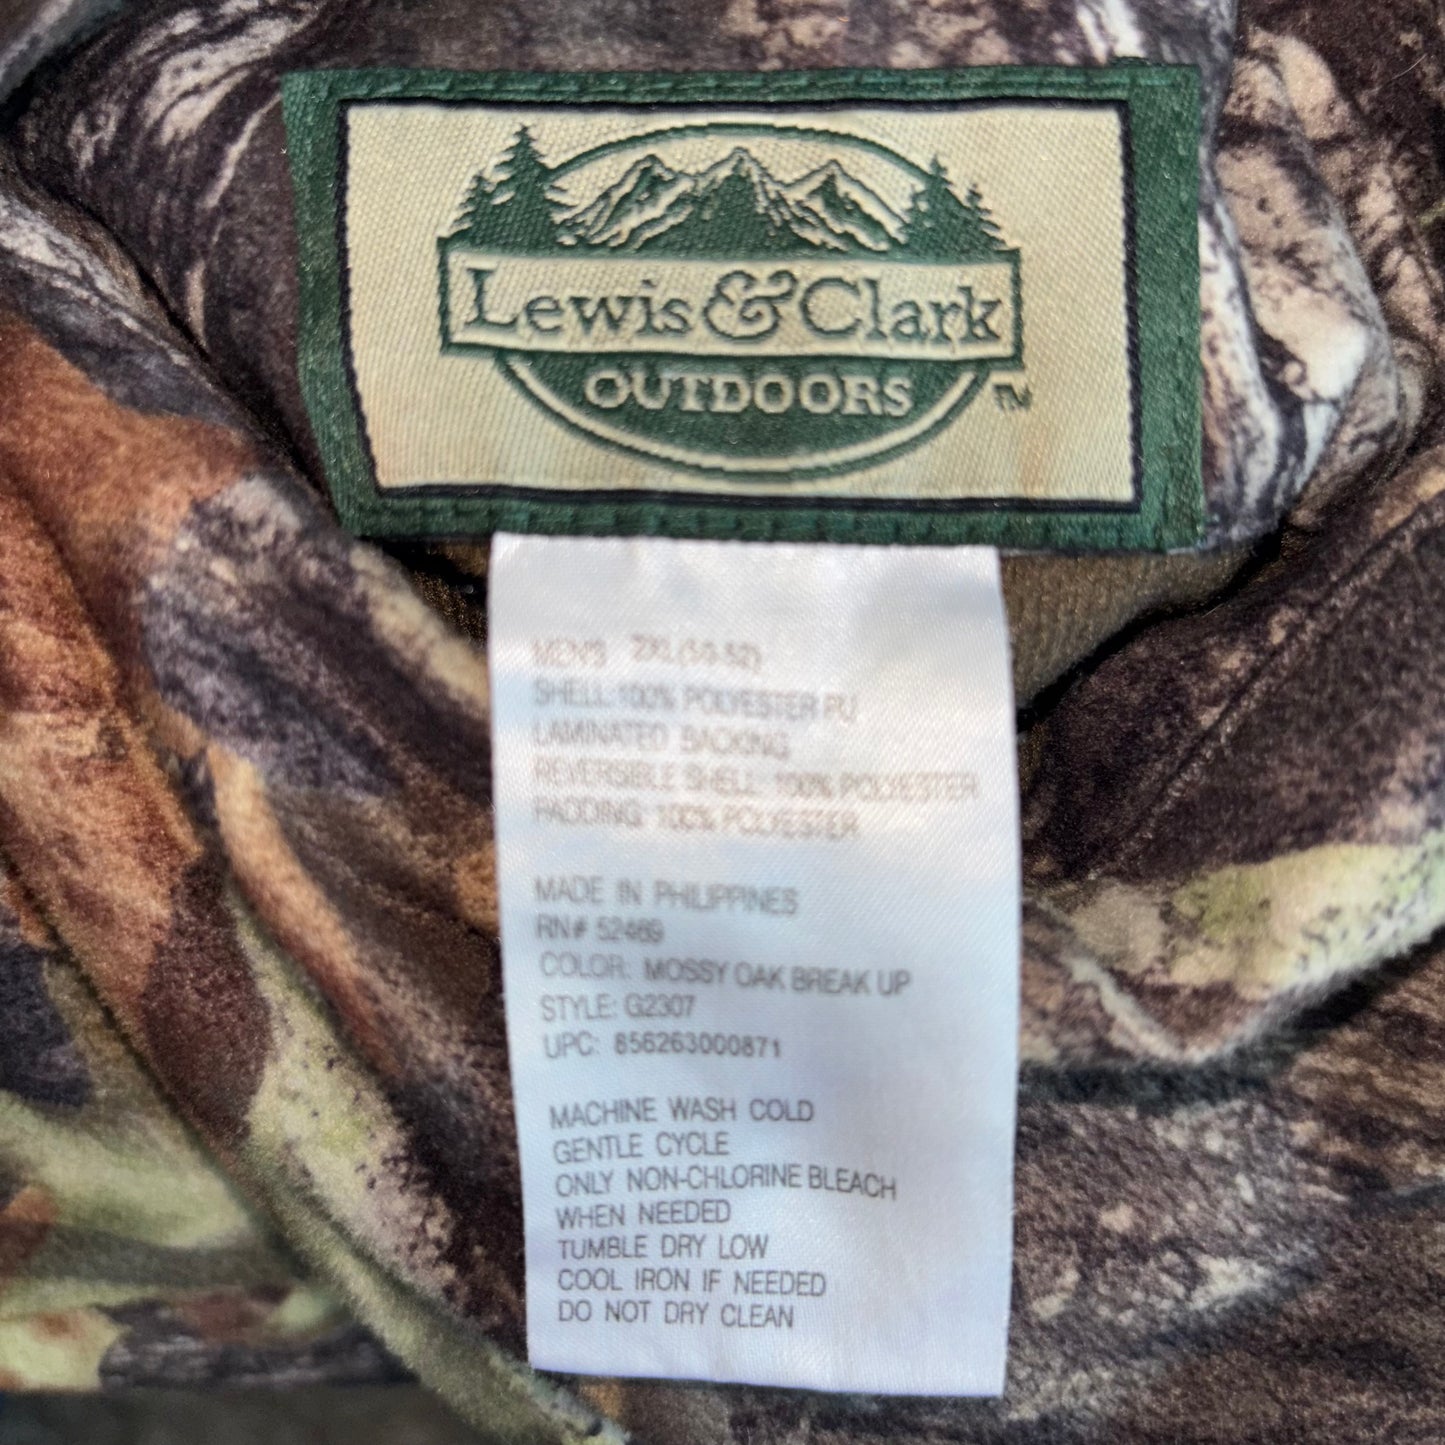 Lewis & Clark
OUTDOORS
TM
MEN'S 2XL (50-52)
SHELL: 100% POLYESTER PU
LAMINATED BACKING
REVERSIBLE SHELL: 100% POLYESTER
PADDING: 100% POLYESTER
MADE IN PHILIPPINES
RN# 52469
COLOR: MOSSY OAK BREAK UP
STYLE: G2307
UPC: 856263000871
MACHINE WASH COLD
GENTLE CYCLE
ONLY NON-CHLORINE BLEACH
WHEN NEEDED
TUMBLE DRY LOW
COOL IRON IF NEEDED
DO NOT DRY CLEAN